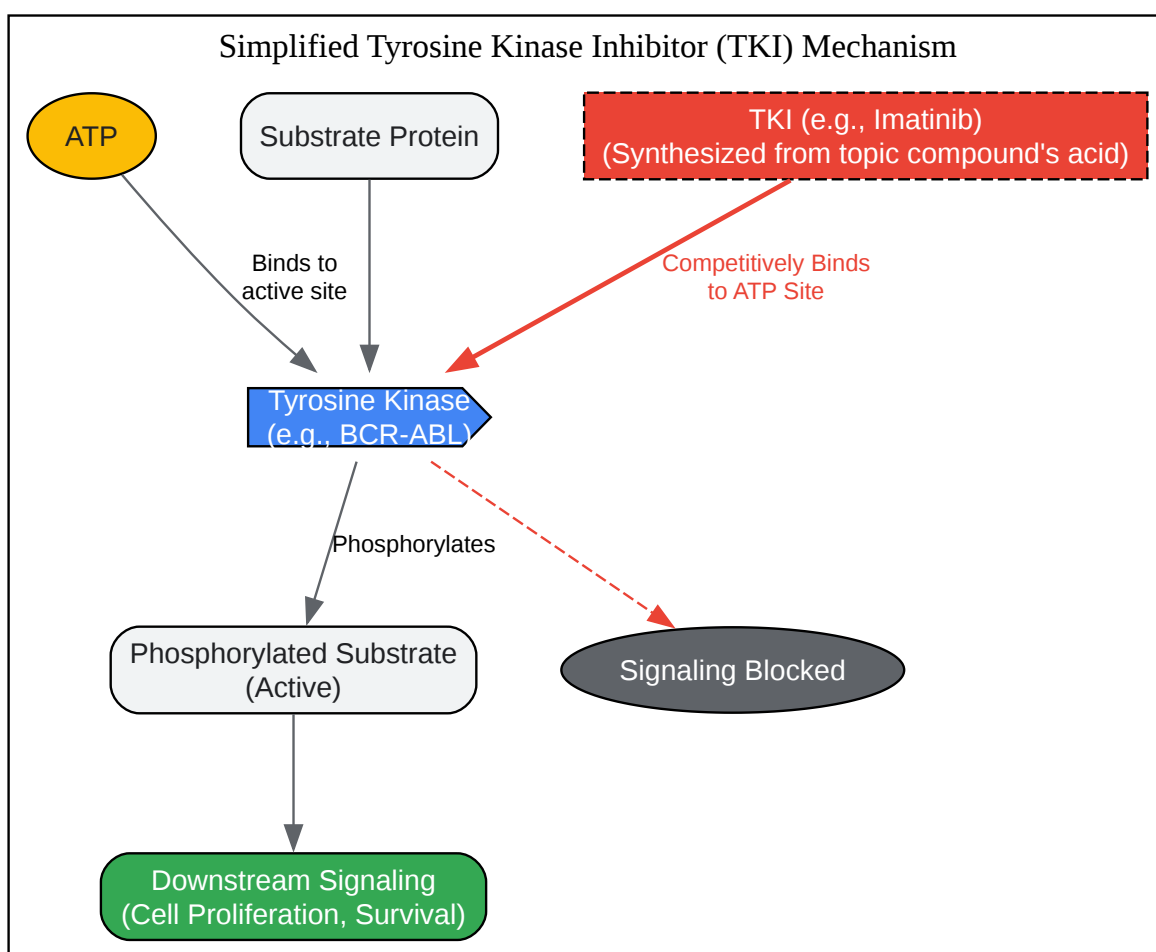 Simplified Tyrosine Kinase Inhibitor (TKI) Mechanism
ATP
Substrate Protein
TKI (e.g., Imatinib)
(Synthesized from topic compound's acid)
Binds to
active site
Competitively Binds
to ATP Site
Tyrosine Kinase
(e.g., BCR-ABL)
Phosphorylates
Phosphorylated Substrate
(Active)
Signaling Blocked
Downstream Signaling
(Cell Proliferation, Survival)